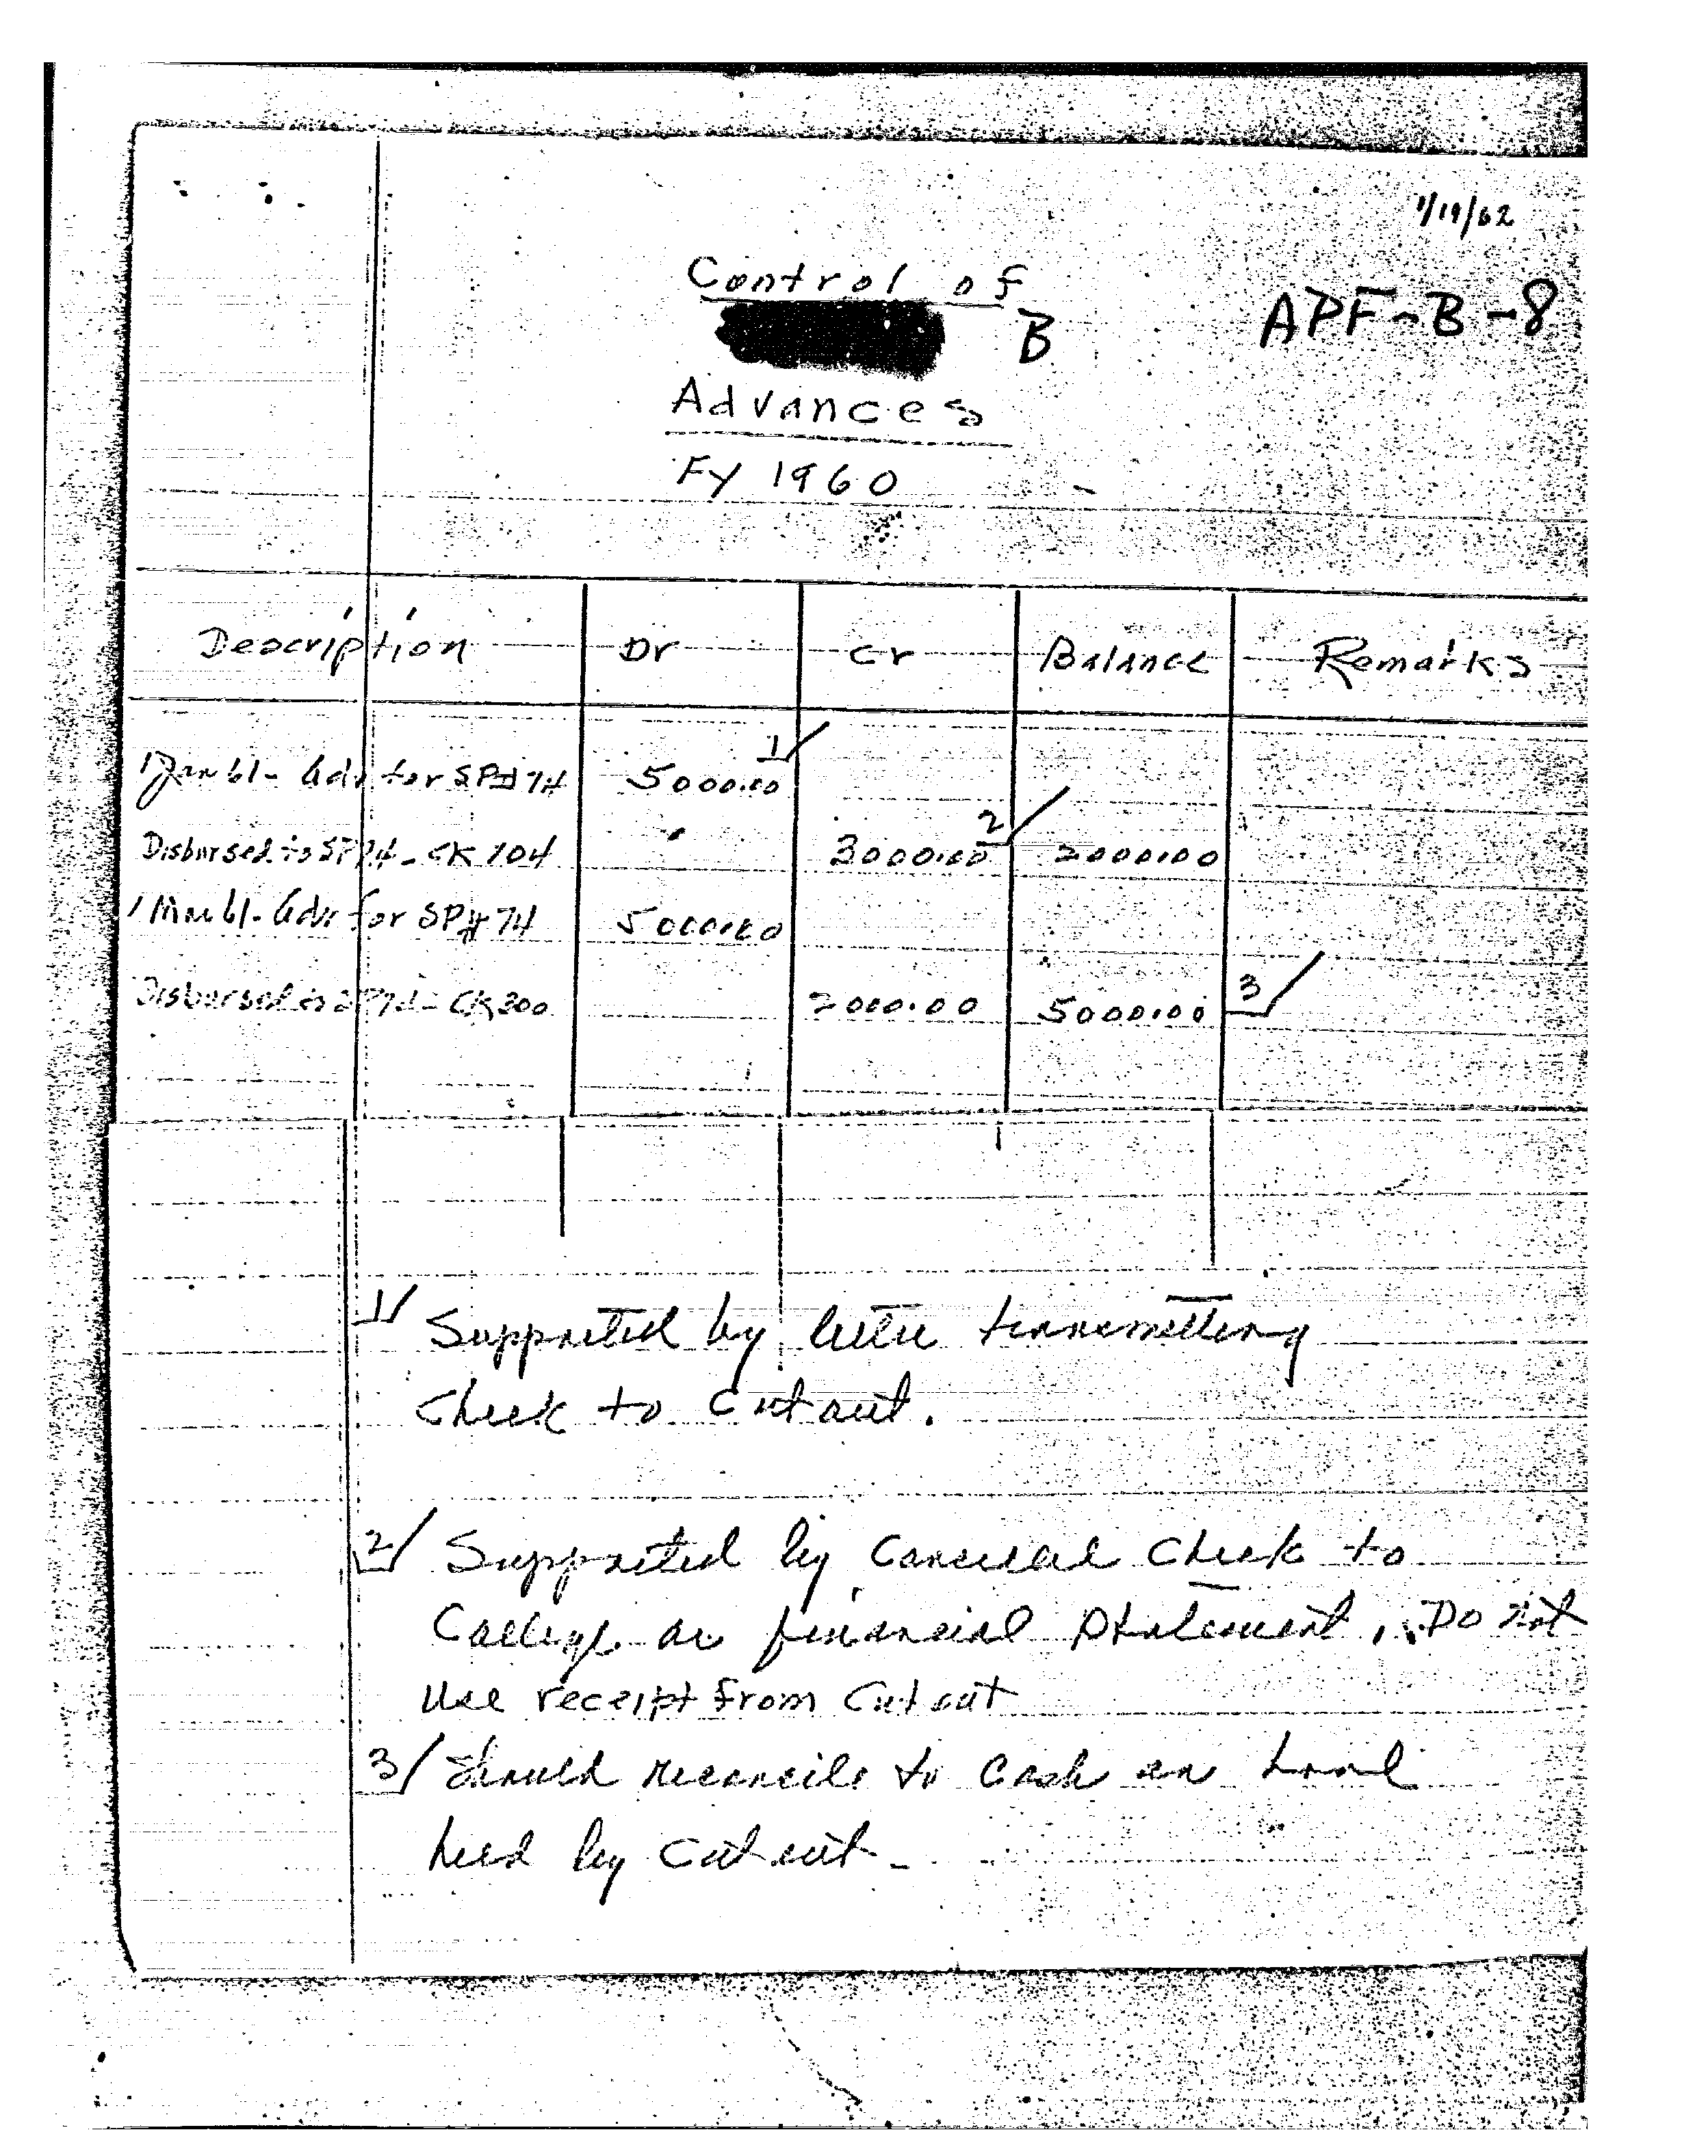 1/19/62
Control of
B
APF-B-8
Advances
FY 1960
Description Dr Cr Balance Remarks
1/
1 Jan 61 - Adv for SP#74 5000.00
2/
Disbursed to SP74 - CK 104 3000.00 2000.00
1 Mar 61 - Adv for SP#74 5000.00
Disbursed to SP74 - CK 300 2000.00 5000.00 3/
1/ Supported by letter transmitting
Check to Cutout.
2/ Supported by Cancelled Check to
College or financial Statement, Do not
Use receipt from Cutout
3/ Should reconcile to Cash on hand
held by Cutout-